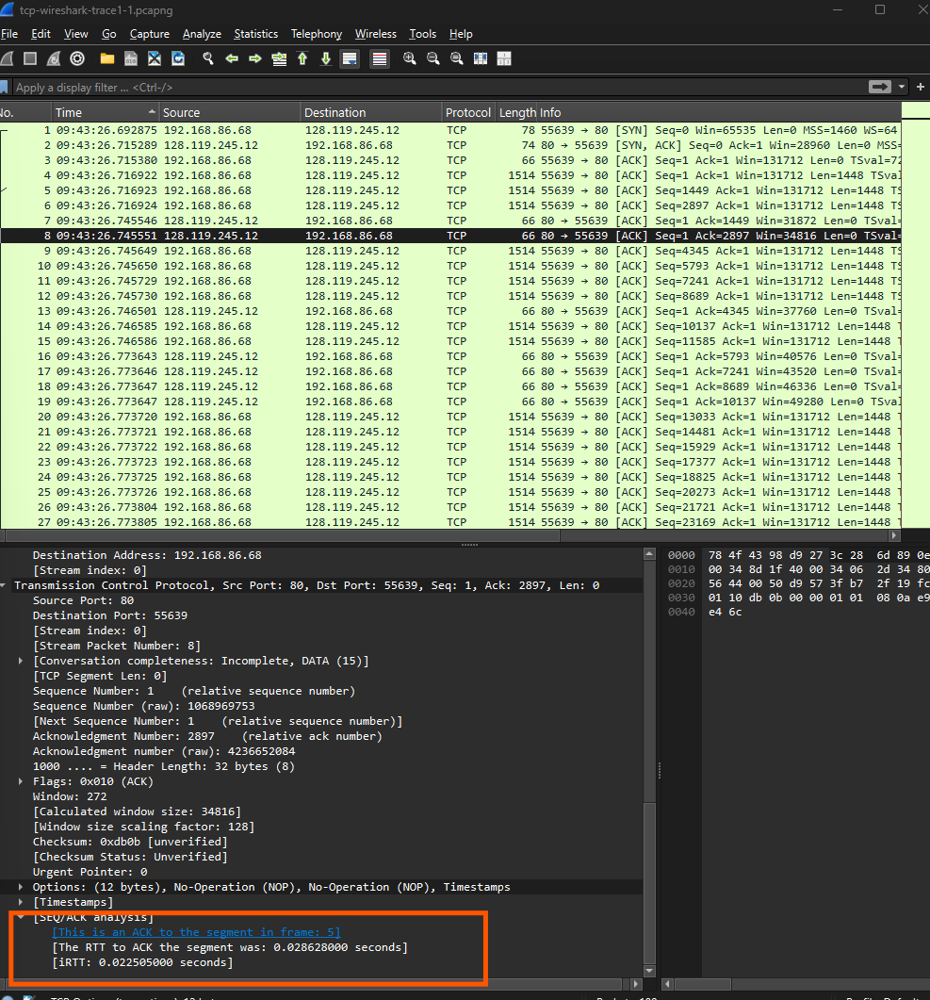 tcp-wireshark-trace1-1.pcapng
File Edit View Go Capture Analyze Statistics Telephony Wireless Tools Help
Apply a display filter ... <Ctrl-/>
No. Time Source Destination Protocol Length Info
1 09:43:26.692875 192.168.86.68 128.119.245.12 TCP 78 55639 → 80 [SYN] Seq=0 Win=65535 Len=0 MSS=1460 WS=64
2 09:43:26.715289 128.119.245.12 192.168.86.68 TCP 74 80 → 55639 [SYN, ACK] Seq=0 Ack=1 Win=28960 Len=0 MSS=
3 09:43:26.715380 192.168.86.68 128.119.245.12 TCP 66 55639 → 80 [ACK] Seq=1 Ack=1 Win=131712 Len=0 TSval=72
4 09:43:26.716922 192.168.86.68 128.119.245.12 TCP 1514 55639 → 80 [ACK] Seq=1 Ack=1 Win=131712 Len=1448 TSval
5 09:43:26.716923 192.168.86.68 128.119.245.12 TCP 1514 55639 → 80 [ACK] Seq=1449 Ack=1 Win=131712 Len=1448 TS
6 09:43:26.716924 192.168.86.68 128.119.245.12 TCP 1514 55639 → 80 [ACK] Seq=2897 Ack=1 Win=131712 Len=1448 TS
7 09:43:26.745546 128.119.245.12 192.168.86.68 TCP 66 80 → 55639 [ACK] Seq=1 Ack=1449 Win=31872 Len=0 TSval=
8 09:43:26.745551 128.119.245.12 192.168.86.68 TCP 66 80 → 55639 [ACK] Seq=1 Ack=2897 Win=34816 Len=0 TSval=
9 09:43:26.745649 192.168.86.68 128.119.245.12 TCP 1514 55639 → 80 [ACK] Seq=4345 Ack=1 Win=131712 Len=1448 TS
10 09:43:26.745650 192.168.86.68 128.119.245.12 TCP 1514 55639 → 80 [ACK] Seq=5793 Ack=1 Win=131712 Len=1448 TS
11 09:43:26.745729 192.168.86.68 128.119.245.12 TCP 1514 55639 → 80 [ACK] Seq=7241 Ack=1 Win=131712 Len=1448 TS
12 09:43:26.745730 192.168.86.68 128.119.245.12 TCP 1514 55639 → 80 [ACK] Seq=8689 Ack=1 Win=131712 Len=1448 TS
13 09:43:26.746501 128.119.245.12 192.168.86.68 TCP 66 80 → 55639 [ACK] Seq=1 Ack=4345 Win=37760 Len=0 TSval=
14 09:43:26.746585 192.168.86.68 128.119.245.12 TCP 1514 55639 → 80 [ACK] Seq=10137 Ack=1 Win=131712 Len=1448 T
15 09:43:26.746586 192.168.86.68 128.119.245.12 TCP 1514 55639 → 80 [ACK] Seq=11585 Ack=1 Win=131712 Len=1448 T
16 09:43:26.773643 128.119.245.12 192.168.86.68 TCP 66 80 → 55639 [ACK] Seq=1 Ack=5793 Win=40576 Len=0 TSval=
17 09:43:26.773646 128.119.245.12 192.168.86.68 TCP 66 80 → 55639 [ACK] Seq=1 Ack=7241 Win=43520 Len=0 TSval=
18 09:43:26.773647 128.119.245.12 192.168.86.68 TCP 66 80 → 55639 [ACK] Seq=1 Ack=8689 Win=46336 Len=0 TSval=
19 09:43:26.773647 128.119.245.12 192.168.86.68 TCP 66 80 → 55639 [ACK] Seq=1 Ack=10137 Win=49280 Len=0 TSval
20 09:43:26.773720 192.168.86.68 128.119.245.12 TCP 1514 55639 → 80 [ACK] Seq=13033 Ack=1 Win=131712 Len=1448 T
21 09:43:26.773721 192.168.86.68 128.119.245.12 TCP 1514 55639 → 80 [ACK] Seq=14481 Ack=1 Win=131712 Len=1448 T
22 09:43:26.773722 192.168.86.68 128.119.245.12 TCP 1514 55639 → 80 [ACK] Seq=15929 Ack=1 Win=131712 Len=1448 T
23 09:43:26.773723 192.168.86.68 128.119.245.12 TCP 1514 55639 → 80 [ACK] Seq=17377 Ack=1 Win=131712 Len=1448 T
24 09:43:26.773725 192.168.86.68 128.119.245.12 TCP 1514 55639 → 80 [ACK] Seq=18825 Ack=1 Win=131712 Len=1448 T
25 09:43:26.773726 192.168.86.68 128.119.245.12 TCP 1514 55639 → 80 [ACK] Seq=20273 Ack=1 Win=131712 Len=1448 T
26 09:43:26.773804 192.168.86.68 128.119.245.12 TCP 1514 55639 → 80 [ACK] Seq=21721 Ack=1 Win=131712 Len=1448 T
27 09:43:26.773805 192.168.86.68 128.119.245.12 TCP 1514 55639 → 80 [ACK] Seq=23169 Ack=1 Win=131712 Len=1448 T
Destination Address: 192.168.86.68
[Stream index: 0]
Transmission Control Protocol, Src Port: 80, Dst Port: 55639, Seq: 1, Ack: 2897, Len: 0
Source Port: 80
Destination Port: 55639
[Stream index: 0]
[Stream Packet Number: 8]
[Conversation completeness: Incomplete, DATA (15)]
[TCP Segment Len: 0]
Sequence Number: 1 (relative sequence number)
Sequence Number (raw): 1068969753
[Next Sequence Number: 1 (relative sequence number)]
Acknowledgment Number: 2897 (relative ack number)
Acknowledgment number (raw): 4236652084
1000 .... = Header Length: 32 bytes (8)
Flags: 0x010 (ACK)
Window: 272
[Calculated window size: 34816]
[Window size scaling factor: 128]
Checksum: 0xdb0b [unverified]
[Checksum Status: Unverified]
Urgent Pointer: 0
Options: (12 bytes), No-Operation (NOP), No-Operation (NOP), Timestamps
[Timestamps]
[SEQ/ACK analysis]
[This is an ACK to the segment in frame: 5]
[The RTT to ACK the segment was: 0.028628000 seconds]
[iRTT: 0.022505000 seconds]
0000 78 4f 43 98 d9 27 3c 28 6d 89 0e
0010 00 34 8d 1f 40 00 34 06 2d 34 80
0020 56 44 00 50 d9 57 3f b7 2f 19 fc
0030 01 10 db 0b 00 00 01 01 08 0a e9
0040 e4 6c